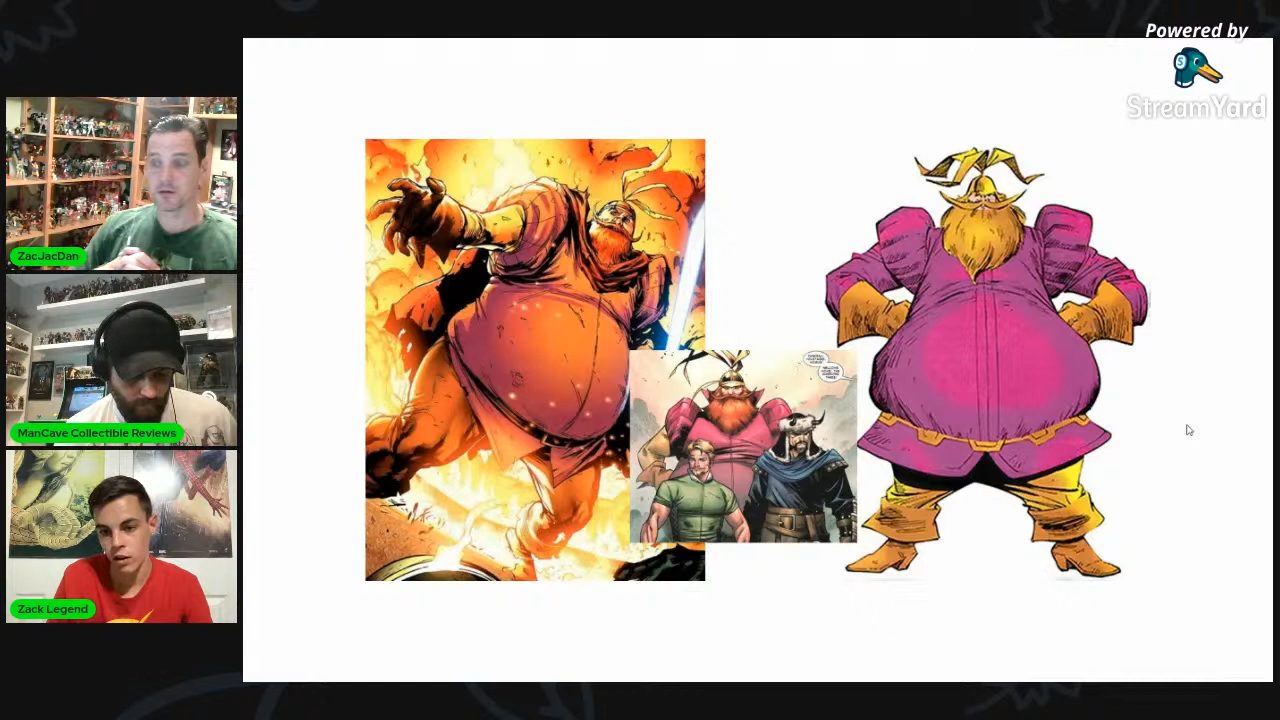 Powered by
StreamYard
ZacJacDan
ManCave Collectible Reviews
Zack Legend